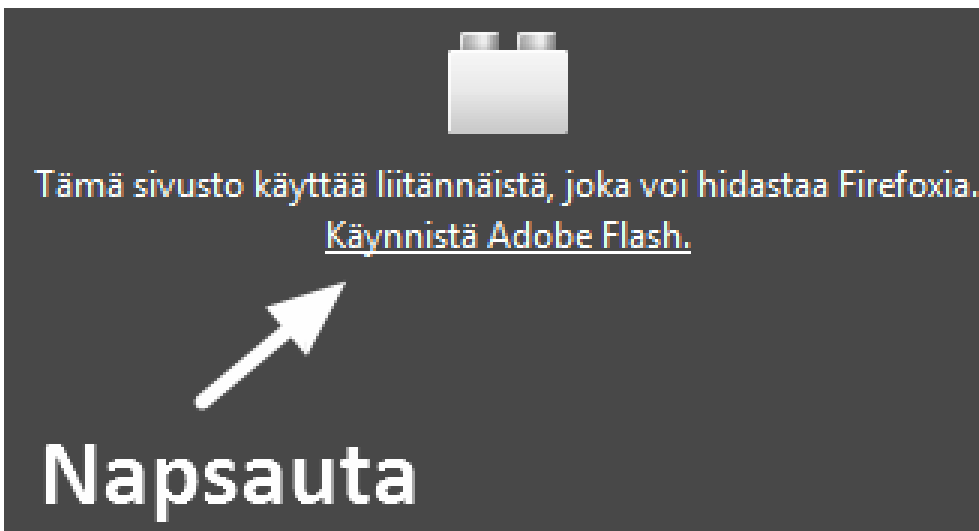 Tämä sivusto käyttää liitännäistä, joka voi hidastaa Firefoxia.
Käynnistä Adobe Flash.
Napsauta